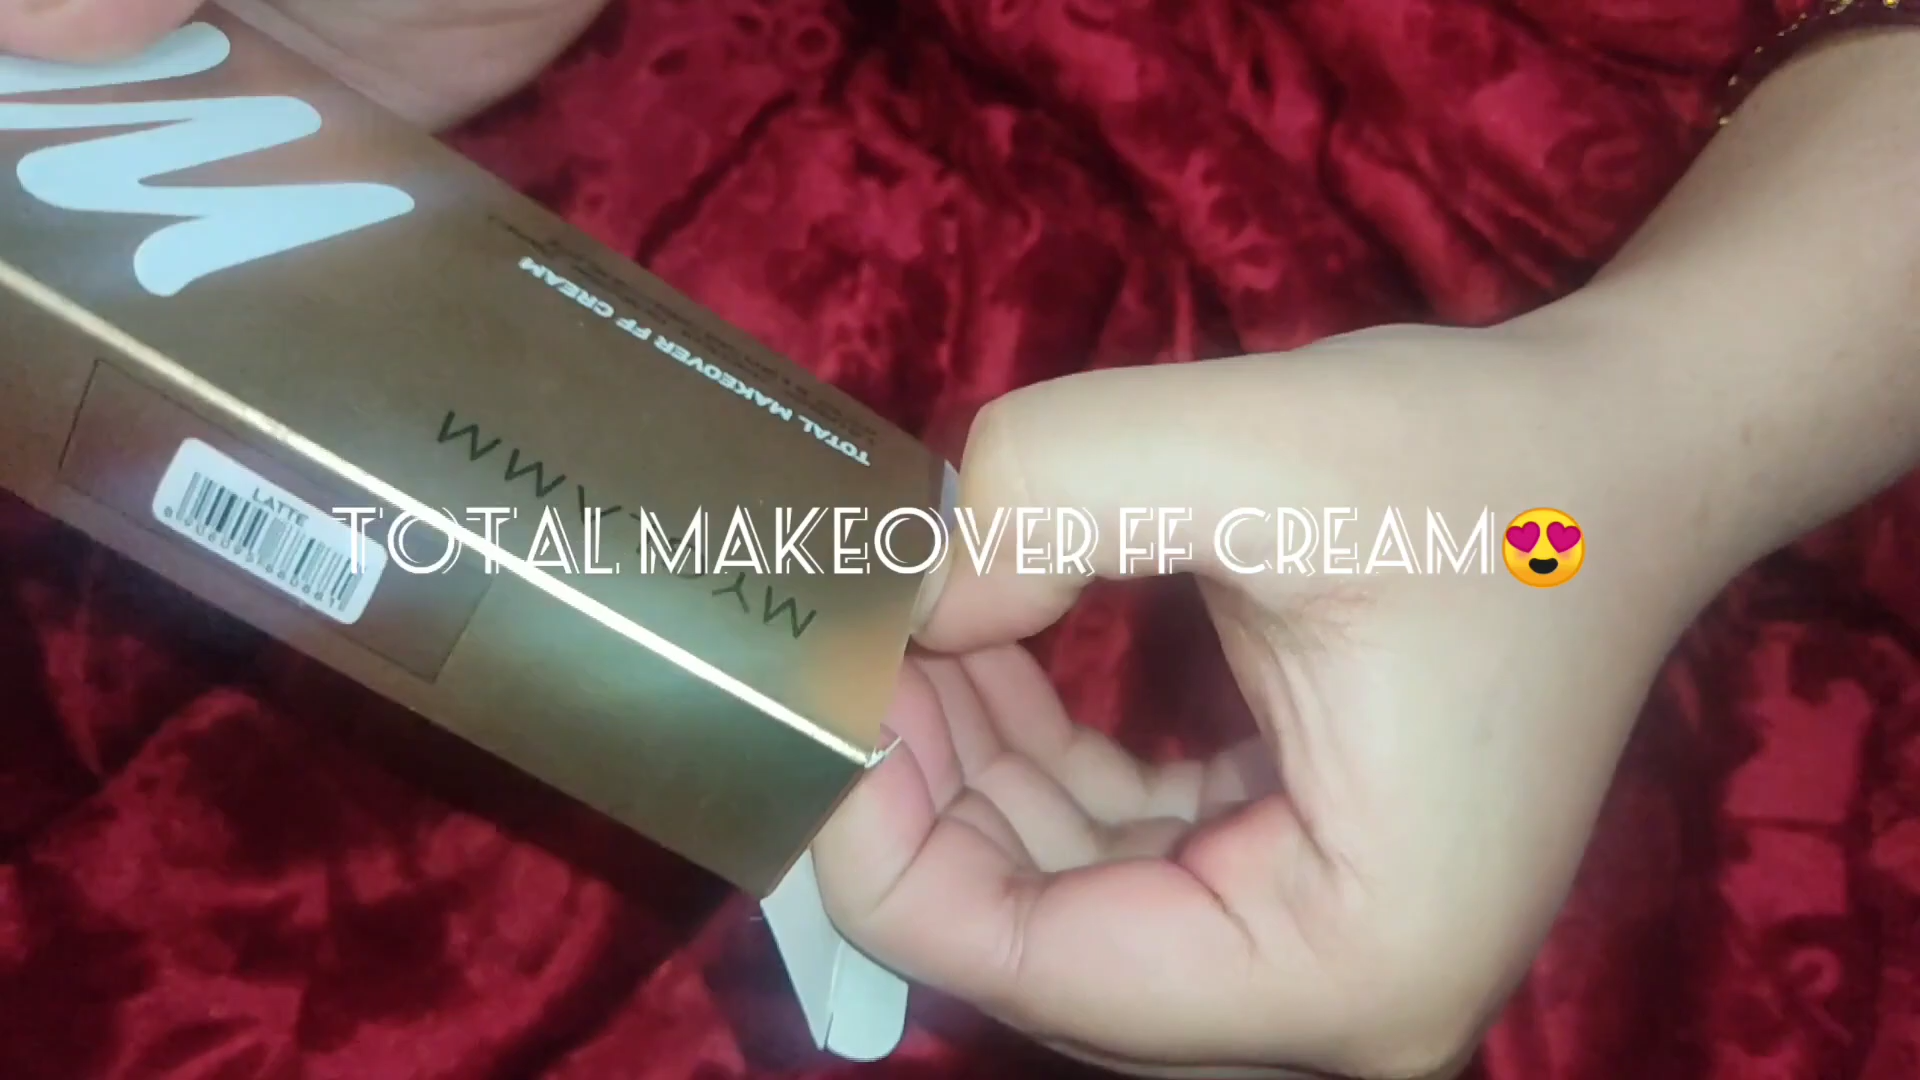 TOTAL MAKEOVER FF CREAM😍
TOTAL MAKEOVER FF CREAM
MYGLAMM
LATTE